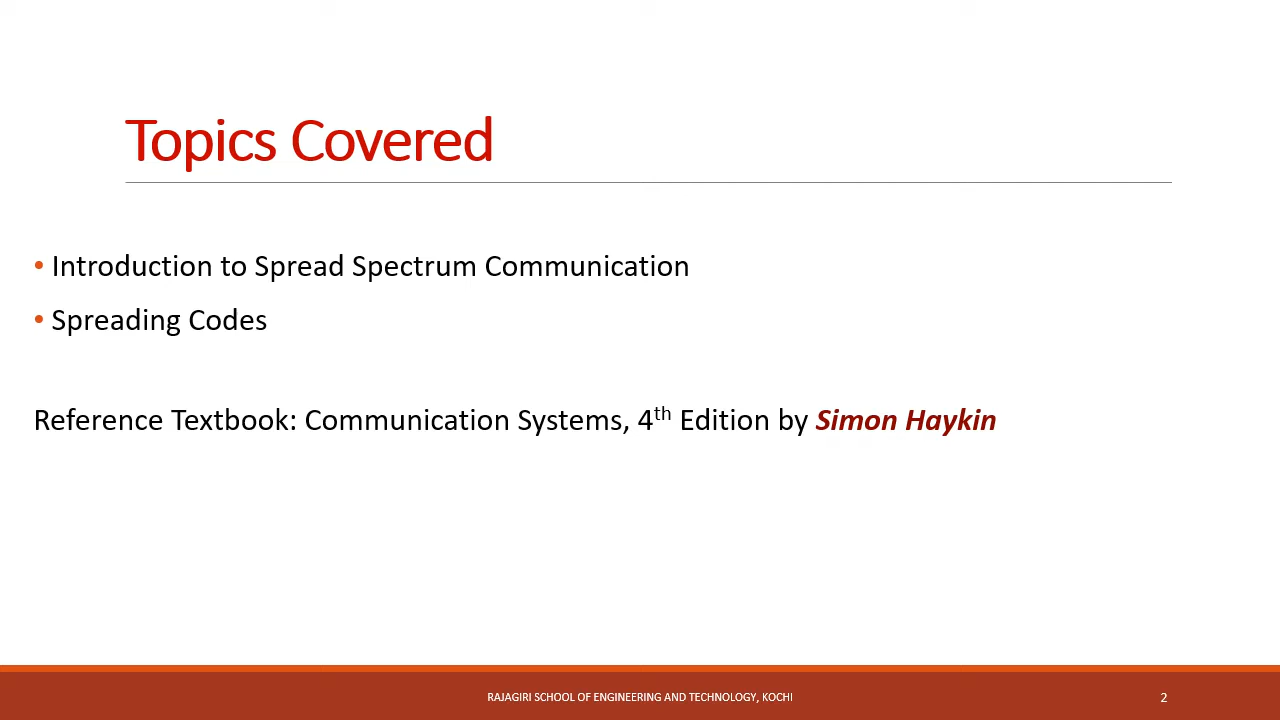 Topics Covered
• Introduction to Spread Spectrum Communication
• Spreading Codes
Reference Textbook: Communication Systems, 4th Edition by Simon Haykin
RAJAGIRI SCHOOL OF ENGINEERING AND TECHNOLOGY, KOCHI
2